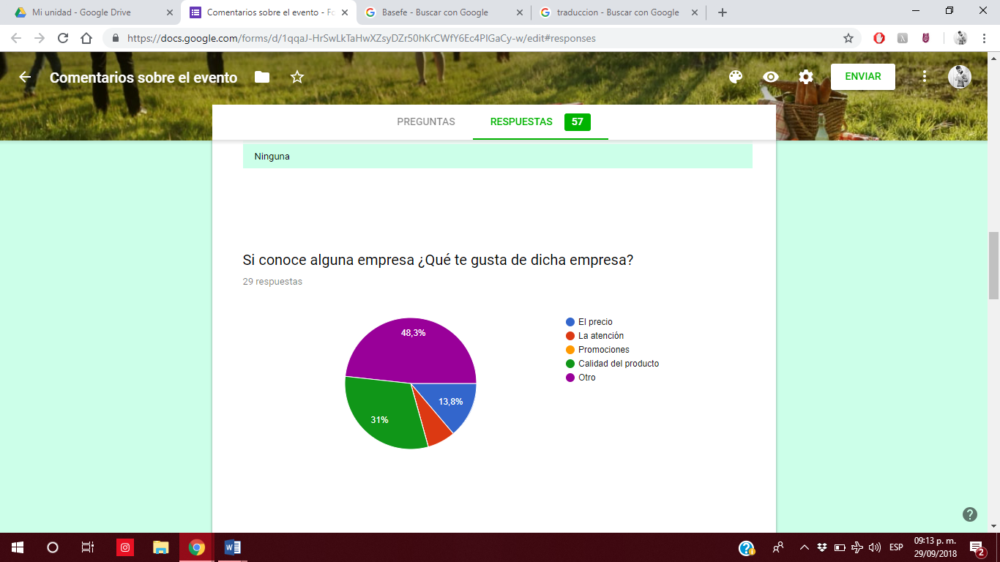 Mi unidad - Google Drive
Comentarios sobre el evento - Fo
Basefe - Buscar con Google
traduccion - Buscar con Google
https://docs.google.com/forms/d/1qqaJ-HrSwLkTaHwXZsyDZr50hKrCWfY6Ec4PIGaCy-w/edit#responses
Comentarios sobre el evento
ENVIAR
PREGUNTAS
RESPUESTAS 57
Ninguna
Si conoce alguna empresa ¿Qué te gusta de dicha empresa?
29 respuestas
48,3%
13,8%
31%
El precio
La atención
Promociones
Calidad del producto
Otro
ESP
09:13 p. m.
29/09/2018
2